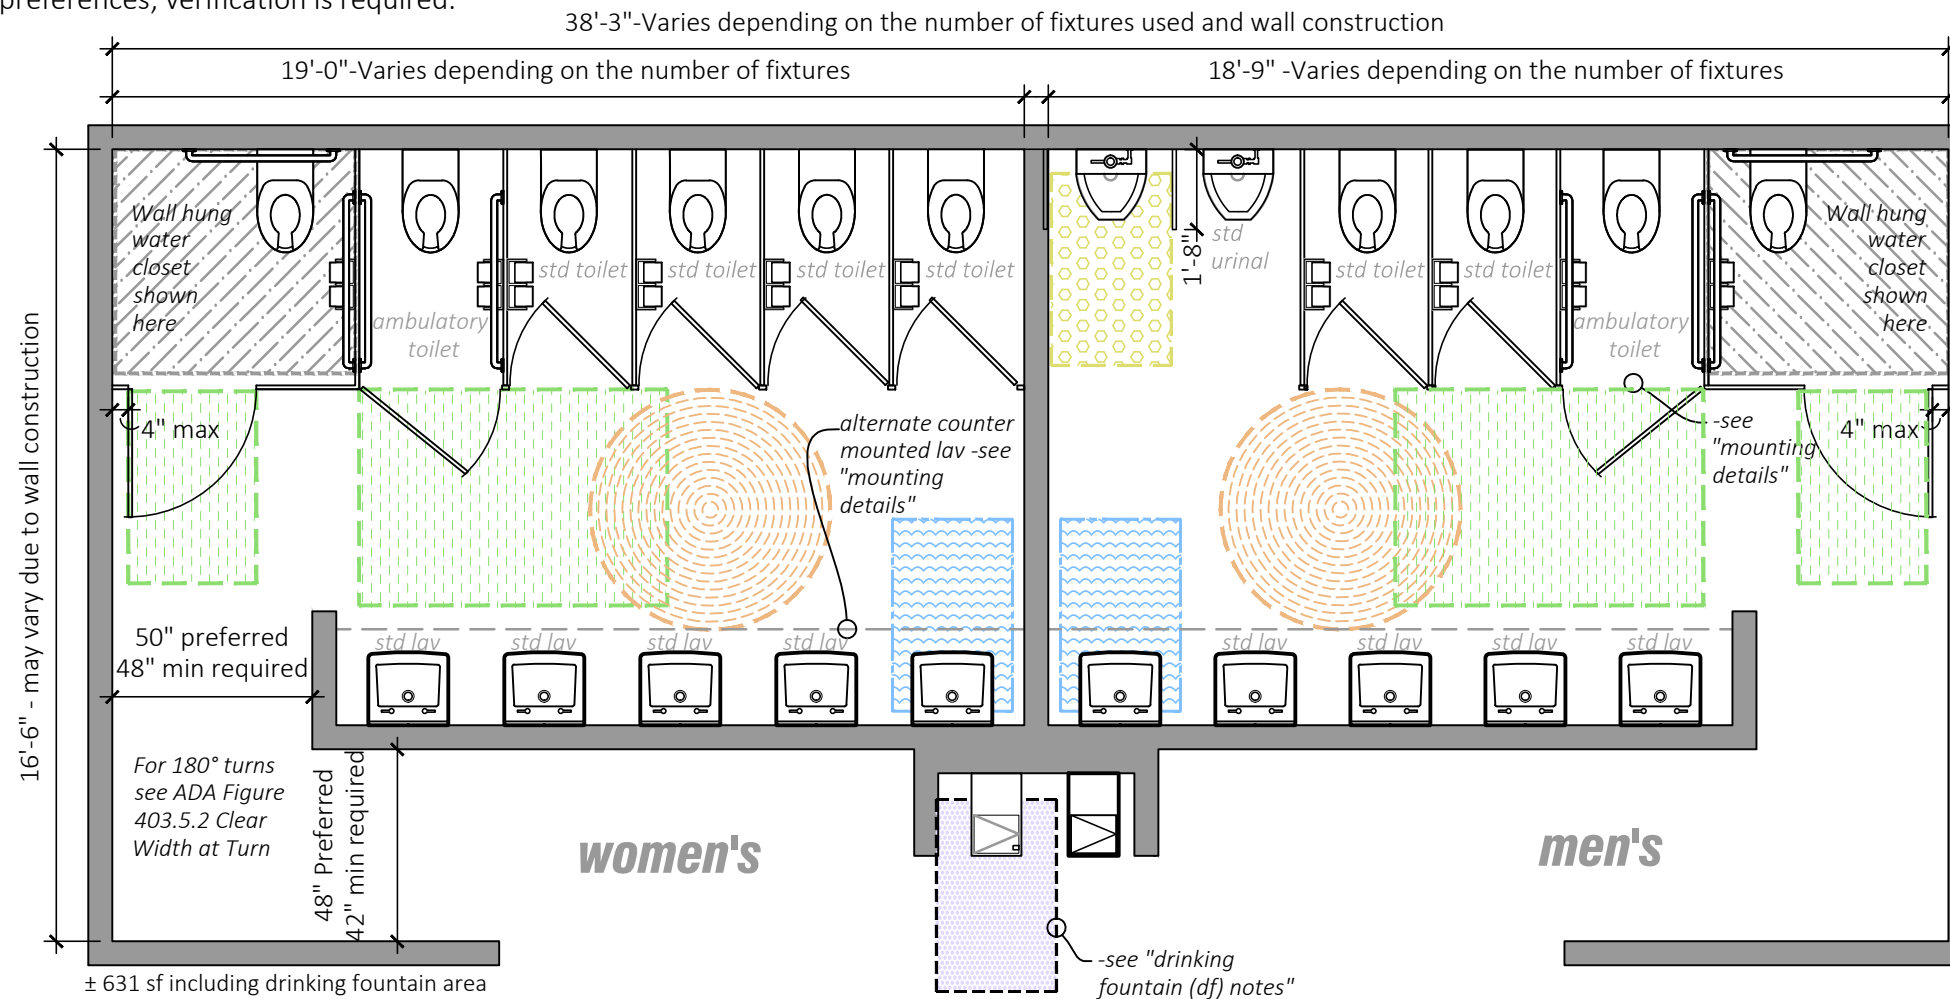 preferences, verification is required.
38'-3"-Varies depending on the number of fixtures used and wall construction
19'-0"-Varies depending on the number of fixtures
18'-9" -Varies depending on the number of fixtures
Wall hung
water
closet
shown
here
ambulatory
toilet
std toilet
std toilet
std toilet
std toilet
1'-8"
std
urinal
std toilet
std toilet
ambulatory
toilet
Wall hung
water
closet
shown
here
4" max
alternate counter
mounted lav -see
"mounting
details"
-see
"mounting
details"
4" max
16'-6" - may vary due to wall construction
50" preferred
48" min required
std lav
std lav
std lav
std lav
std lav
std lav
std lav
std lav
For 180° turns
see ADA Figure
403.5.2 Clear
Width at Turn
48" Preferred
42" min required
women's
men's
-see "drinking
fountain (df) notes"
± 631 sf including drinking fountain area